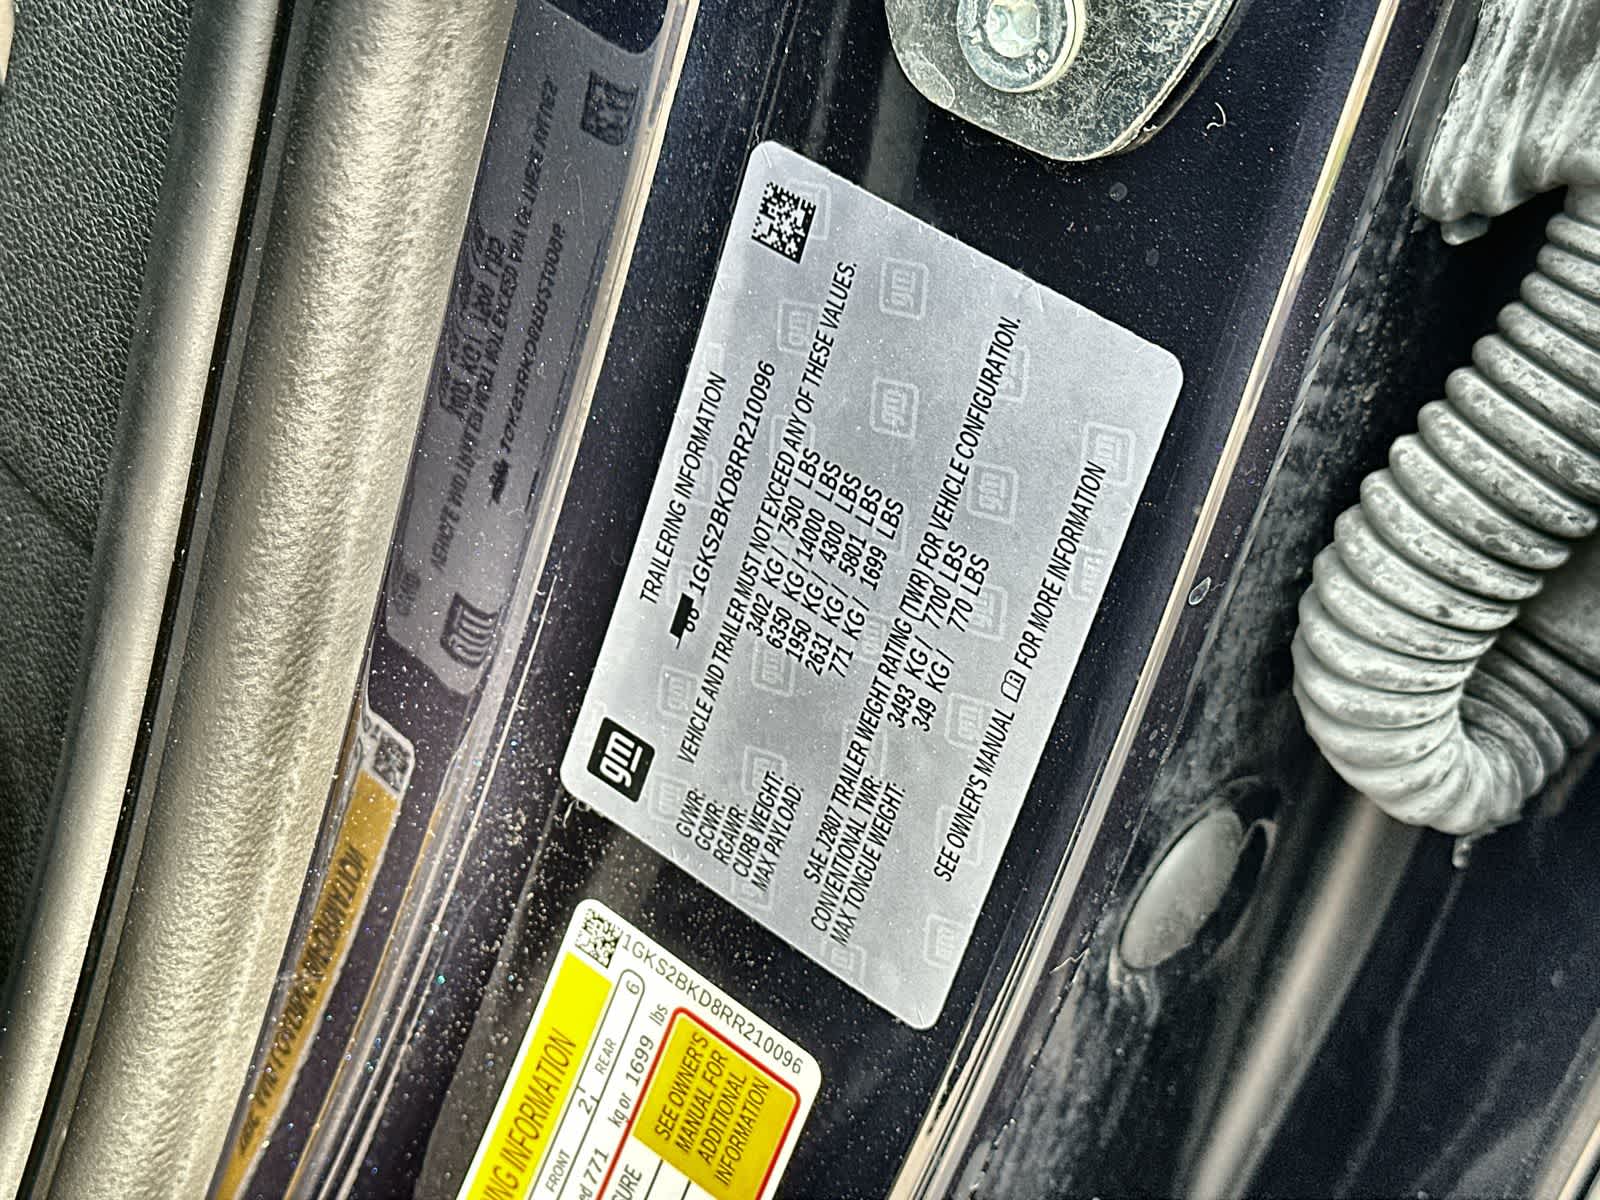 gm
TRAILERING INFORMATION
1GKS2BKD8RR210096
VEHICLE AND TRAILER MUST NOT EXCEED ANY OF THESE VALUES.
GVWR: 3402 KG / 7500 LBS
GCWR: 6350 KG / 14000 LBS
RGAWR: 1950 KG / 4300 LBS
CURB WEIGHT: 2631 KG / 5801 LBS
MAX PAYLOAD: 771 KG / 1699 LBS
SAE J2807 TRAILER WEIGHT RATING (TWR) FOR VEHICLE CONFIGURATION.
CONVENTIONAL TWR: 3493 KG / 7700 LBS
MAX TONGUE WEIGHT: 349 KG / 770 LBS
SEE OWNER'S MANUAL FOR MORE INFORMATION
1GKS2BKD8RR210096
INFORMATION
6
FRONT 2 REAR
771 kg or 1699 lbs
SEE OWNER'S
MANUAL FOR
ADDITIONAL
INFORMATION